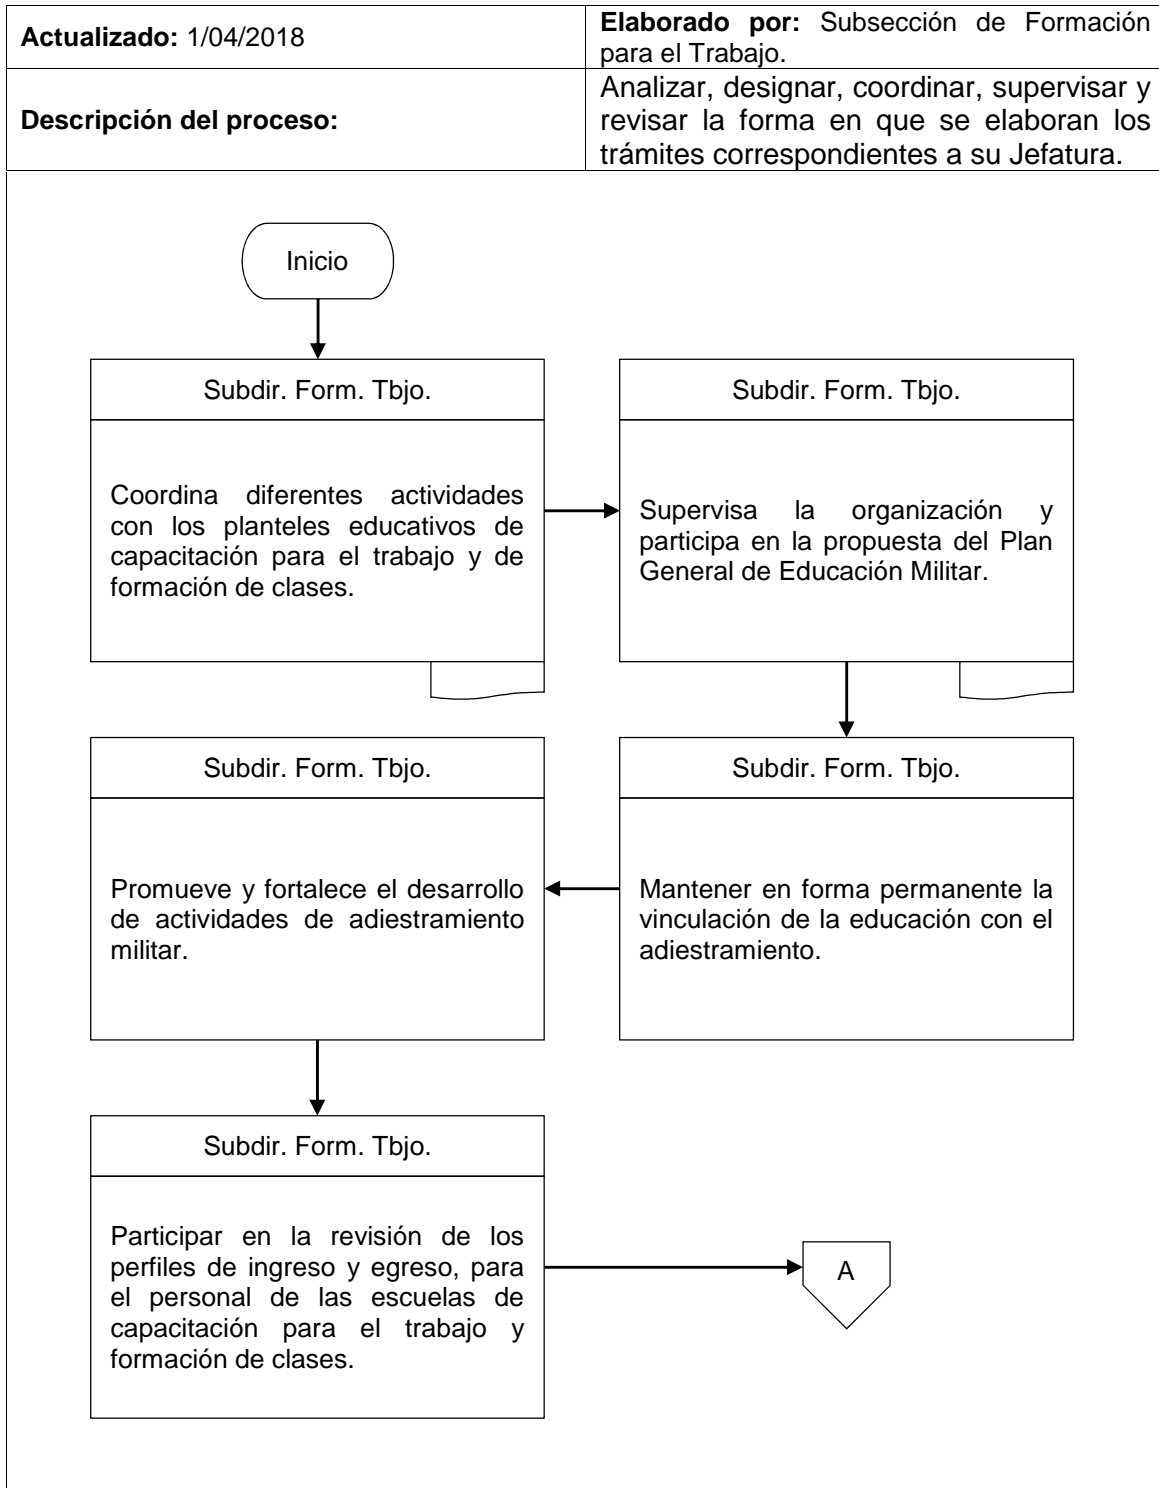 Actualizado: 1/04/2018
Elaborado por: Subsección de Formación
para el Trabajo.
Descripción del proceso:
Analizar, designar, coordinar, supervisar y
revisar la forma en que se elaboran los
trámites correspondientes a su Jefatura.
Inicio
Subdir. Form. Tbjo.
Coordina diferentes actividades
con los planteles educativos de
capacitación para el trabajo y de
formación de clases.
Subdir. Form. Tbjo.
Supervisa la organización y
participa en la propuesta del Plan
General de Educación Militar.
Subdir. Form. Tbjo.
Mantener en forma permanente la
vinculación de la educación con el
adiestramiento.
Subdir. Form. Tbjo.
Promueve y fortalece el desarrollo
de actividades de adiestramiento
militar.
Subdir. Form. Tbjo.
Participar en la revisión de los
perfiles de ingreso y egreso, para
el personal de las escuelas de
capacitación para el trabajo y
formación de clases.
A